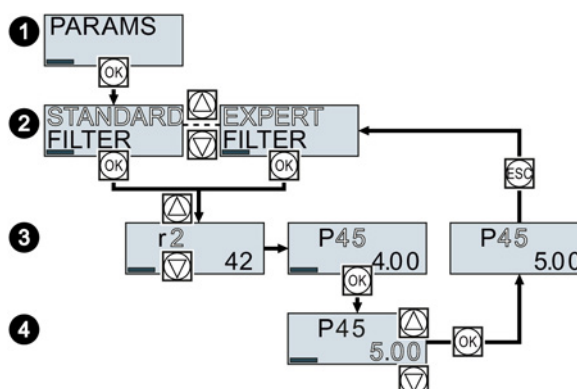 1
PARAMS
OK
2
STANDARD
FILTER
EXPERT
FILTER
OK
OK
ESC
3
r2
42
P45
4.00
P45
5.00
OK
4
P45
5.00
OK